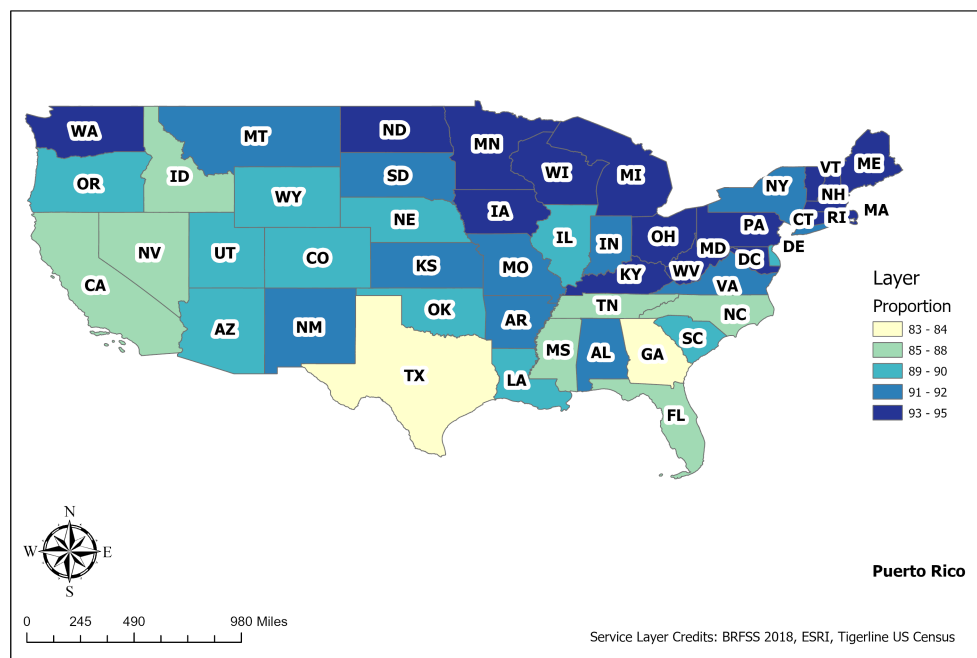 WA
MT
ND
MN
VT
ME
OR
ID
SD
WI
MI
NY
NH
WY
MA
IA
CT
RI
NE
PA
NV
UT
IL
IN
OH
MD
DE
CO
DC
CA
KS
MO
KY
WV
VA
TN
NC
AZ
NM
OK
AR
SC
MS
AL
GA
TX
LA
FL
Layer
Proportion
83 - 84
85 - 88
89 - 90
91 - 92
93 - 95
N
W
E
S
Puerto Rico
0 245 490 980 Miles
Service Layer Credits: BRFSS 2018, ESRI, Tigerline US Census